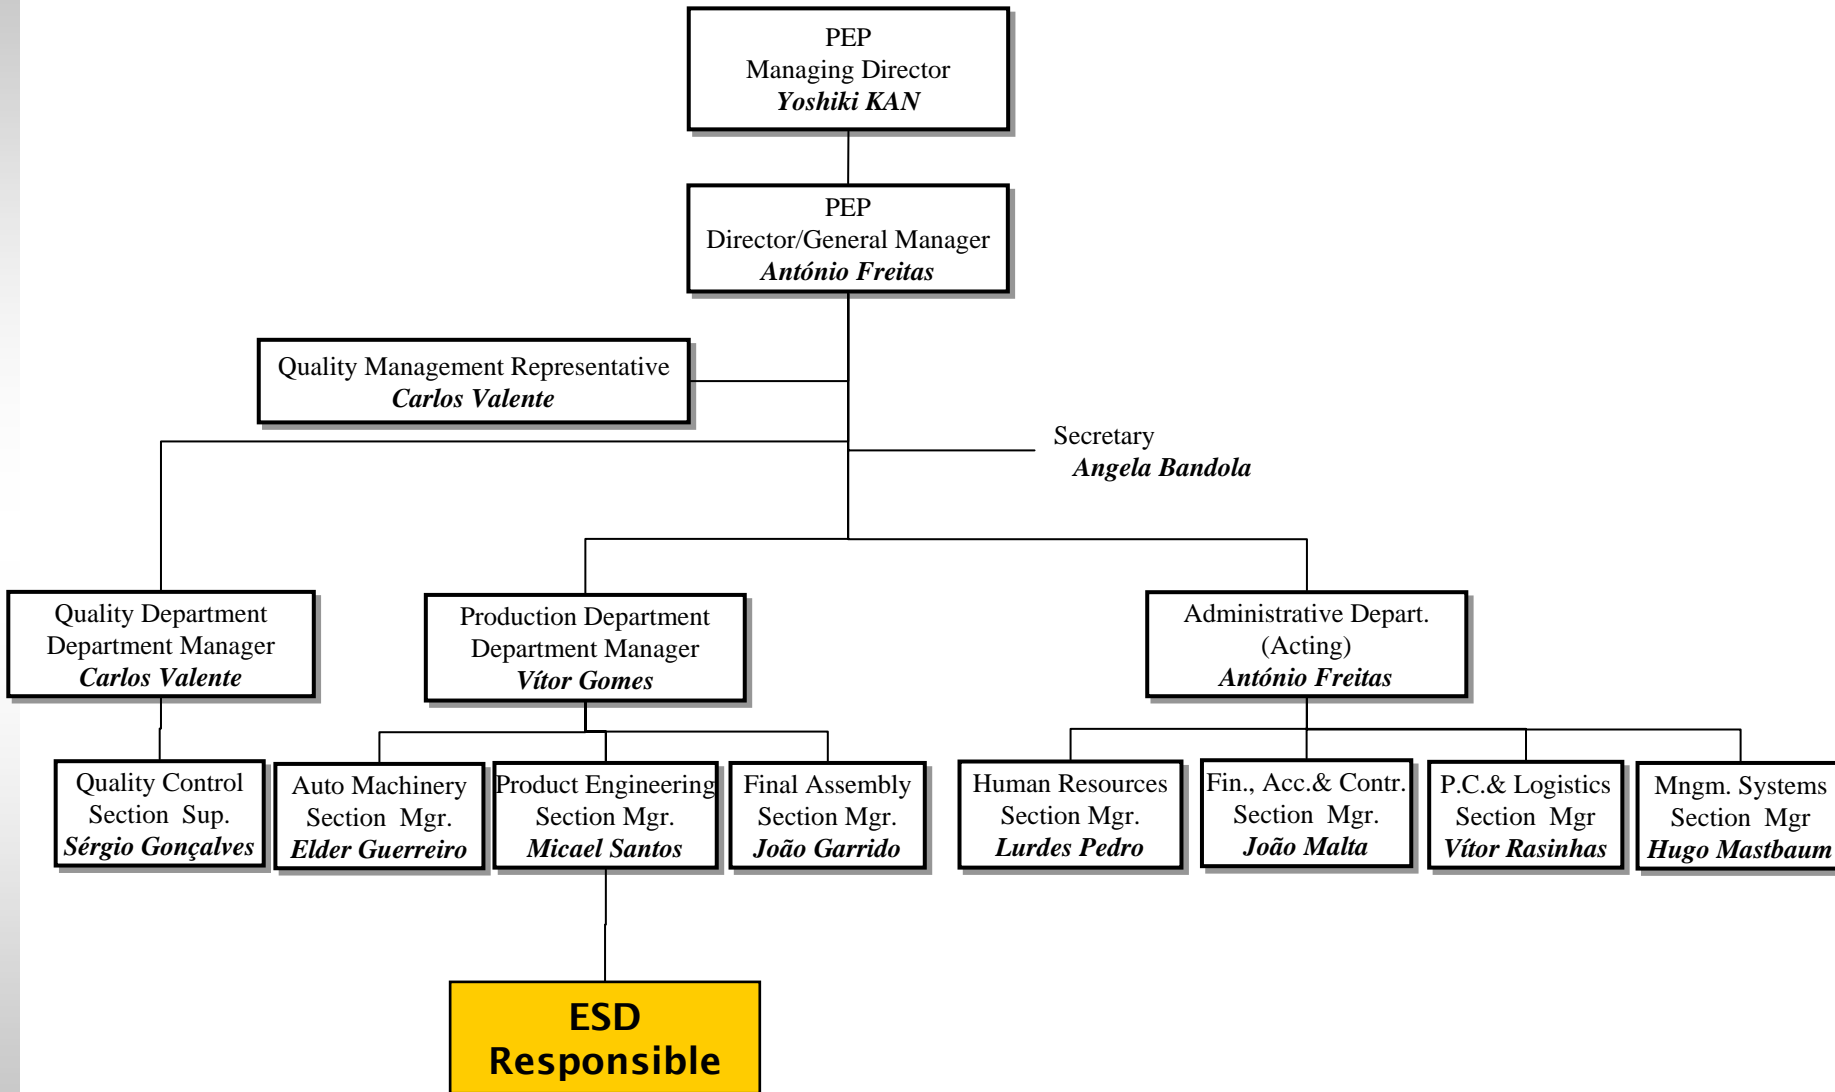 PEP
Managing Director
Yoshiki KAN
PEP
Director/General Manager
António Freitas
Quality Management Representative
Carlos Valente
Secretary
Angela Bandola
Quality Department
Department Manager
Carlos Valente
Production Department
Department Manager
Vítor Gomes
Administrative Depart.
(Acting)
António Freitas
Quality Control
Section Sup.
Sérgio Gonçalves
Auto Machinery
Section Mgr.
Elder Guerreiro
Product Engineering
Section Mgr.
Micael Santos
Final Assembly
Section Mgr.
João Garrido
Human Resources
Section Mgr.
Lurdes Pedro
Fin., Acc.& Contr.
Section Mgr.
João Malta
P.C.& Logistics
Section Mgr
Vítor Rasinhas
Mngm. Systems
Section Mgr
Hugo Mastbaum
ESD
Responsible